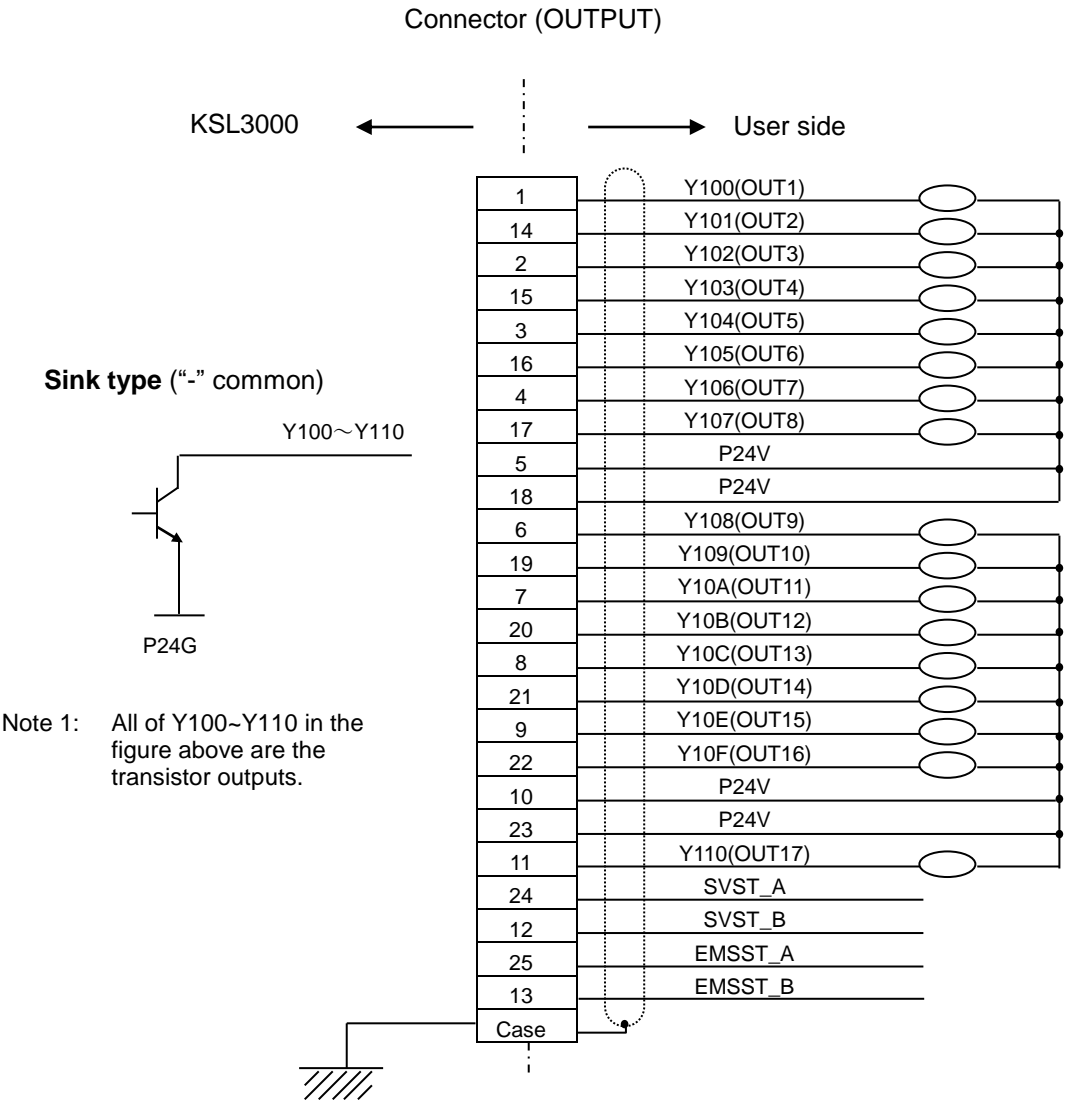 Connector (OUTPUT)
KSL3000
User side
1 Y100(OUT1)
14 Y101(OUT2)
2 Y102(OUT3)
15 Y103(OUT4)
3 Y104(OUT5)
16 Y105(OUT6)
4 Y106(OUT7)
17 Y107(OUT8)
5 P24V
18 P24V
6 Y108(OUT9)
19 Y109(OUT10)
7 Y10A(OUT11)
20 Y10B(OUT12)
8 Y10C(OUT13)
21 Y10D(OUT14)
9 Y10E(OUT15)
22 Y10F(OUT16)
10 P24V
23 P24V
11 Y110(OUT17)
24 SVST_A
12 SVST_B
25 EMSST_A
13 EMSST_B
Case
Sink type (“-” common)
Y100～Y110
P24G
Note 1: All of Y100~Y110 in the
figure above are the
transistor outputs.